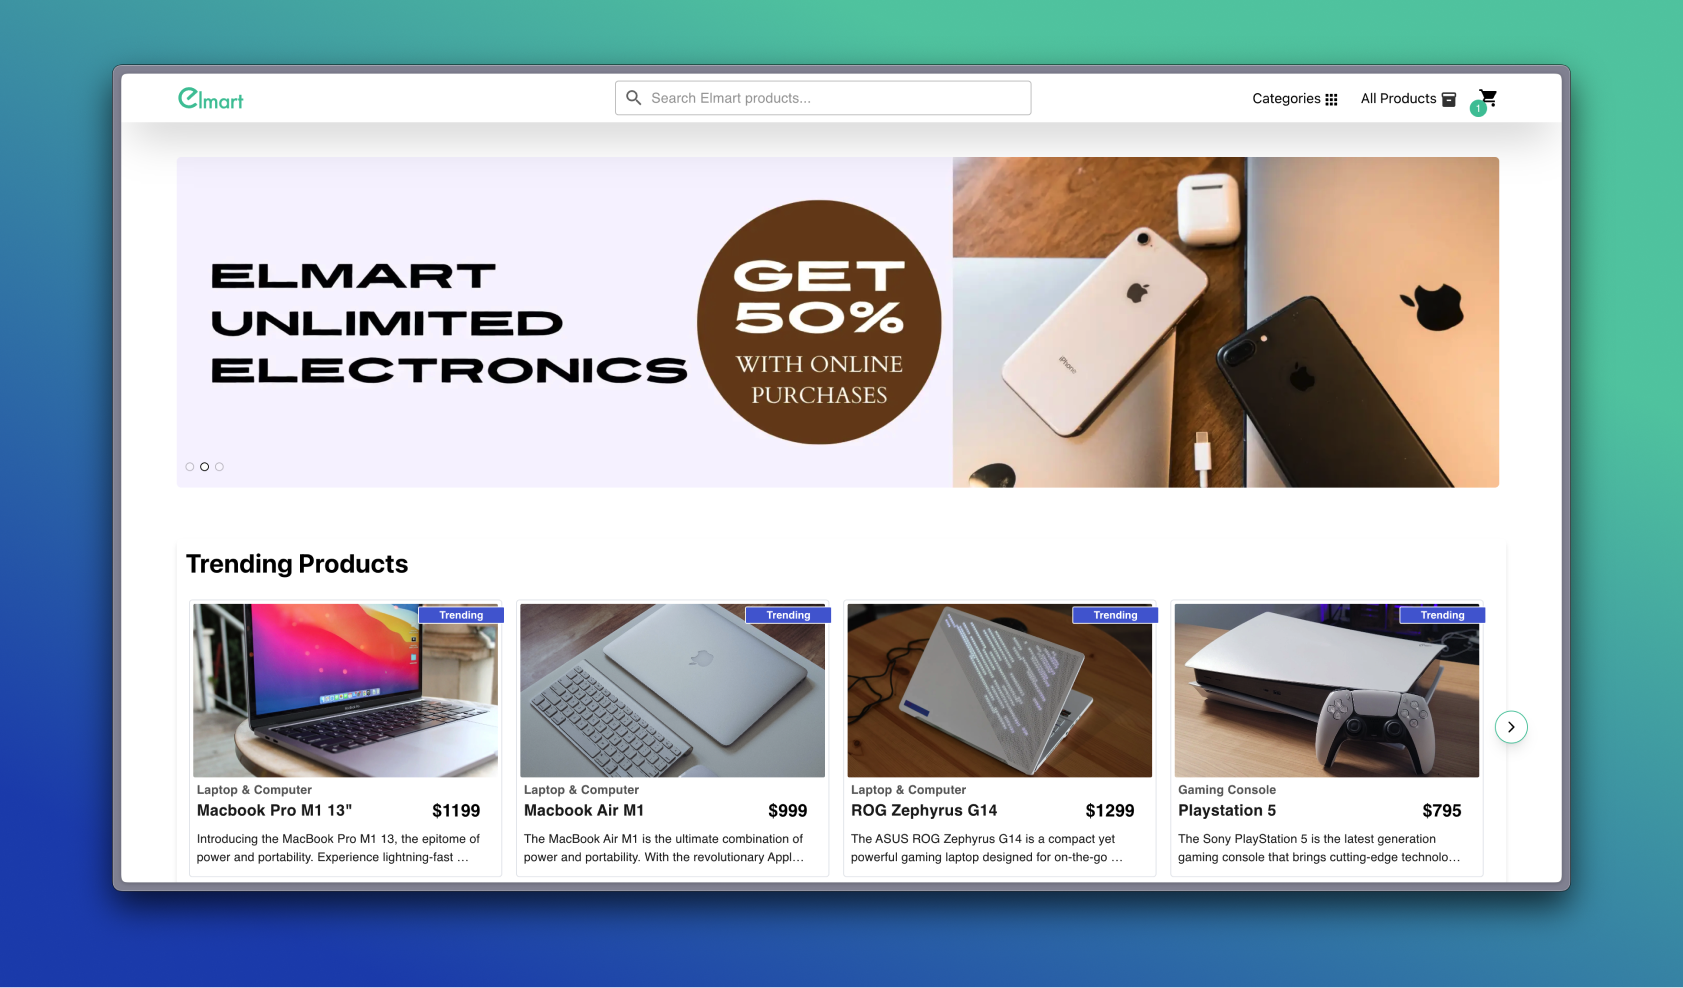 Elmart
Search Elmart products...
Categories
All Products
1
ELMART
UNLIMITED
ELECTRONICS
GET
50%
WITH ONLINE
PURCHASES
iPhone
Trending Products
Trending
Trending
Trending
Trending
Laptop & Computer
Macbook Pro M1 13" $1199
Introducing the MacBook Pro M1 13, the epitome of
power and portability. Experience lightning-fast ...
Laptop & Computer
Macbook Air M1 $999
The MacBook Air M1 is the ultimate combination of
power and portability. With the revolutionary Appl...
Laptop & Computer
ROG Zephyrus G14 $1299
The ASUS ROG Zephyrus G14 is a compact yet
powerful gaming laptop designed for on-the-go ...
Gaming Console
Playstation 5 $795
The Sony PlayStation 5 is the latest generation
gaming console that brings cutting-edge technolo...